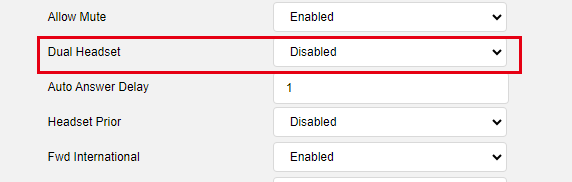 Allow Mute Enabled
Dual Headset Disabled
Auto Answer Delay 1
Headset Prior Disabled
Fwd International Enabled